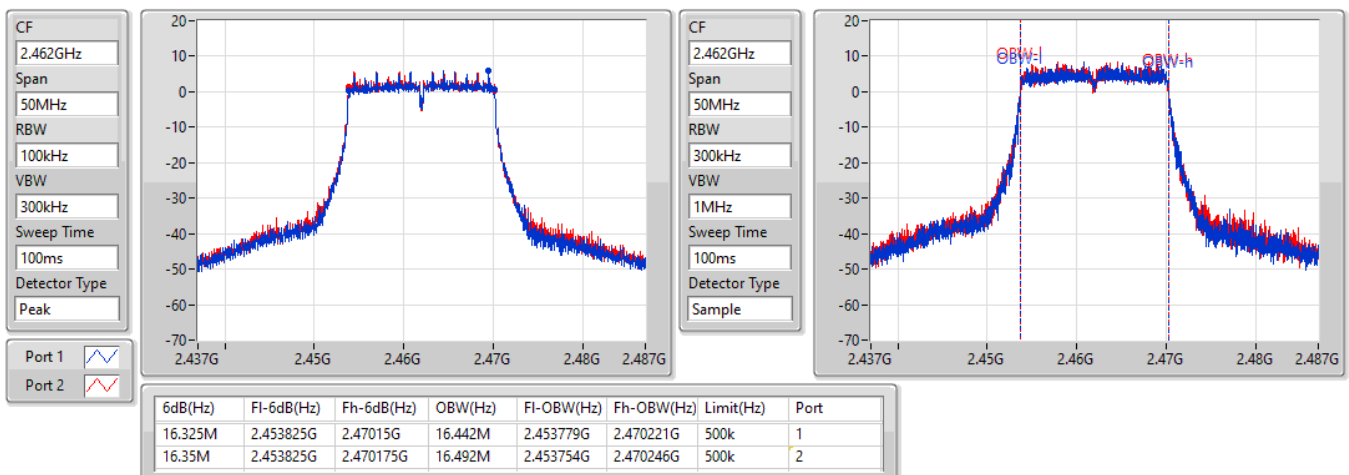 CF
2.462GHz
Span
50MHz
RBW
100kHz
VBW
300kHz
Sweep Time
100ms
Detector Type
Peak
Port 1
Port 2
20
10
0
-10
-20
-30
-40
-50
-60
-70
2.437G 2.45G 2.46G 2.47G 2.48G 2.487G
CF
2.462GHz
Span
50MHz
RBW
300kHz
VBW
1MHz
Sweep Time
100ms
Detector Type
Sample
20
10
0
-10
-20
-30
-40
-50
-60
-70
OBW-l OBW-h
2.437G 2.45G 2.46G 2.47G 2.48G 2.487G
6dB(Hz) Fl-6dB(Hz) Fh-6dB(Hz) OBW(Hz) Fl-OBW(Hz) Fh-OBW(Hz) Limit(Hz) Port
16.325M 2.453825G 2.47015G 16.442M 2.453779G 2.470221G 500k 1
16.35M 2.453825G 2.470175G 16.492M 2.453754G 2.470246G 500k 2